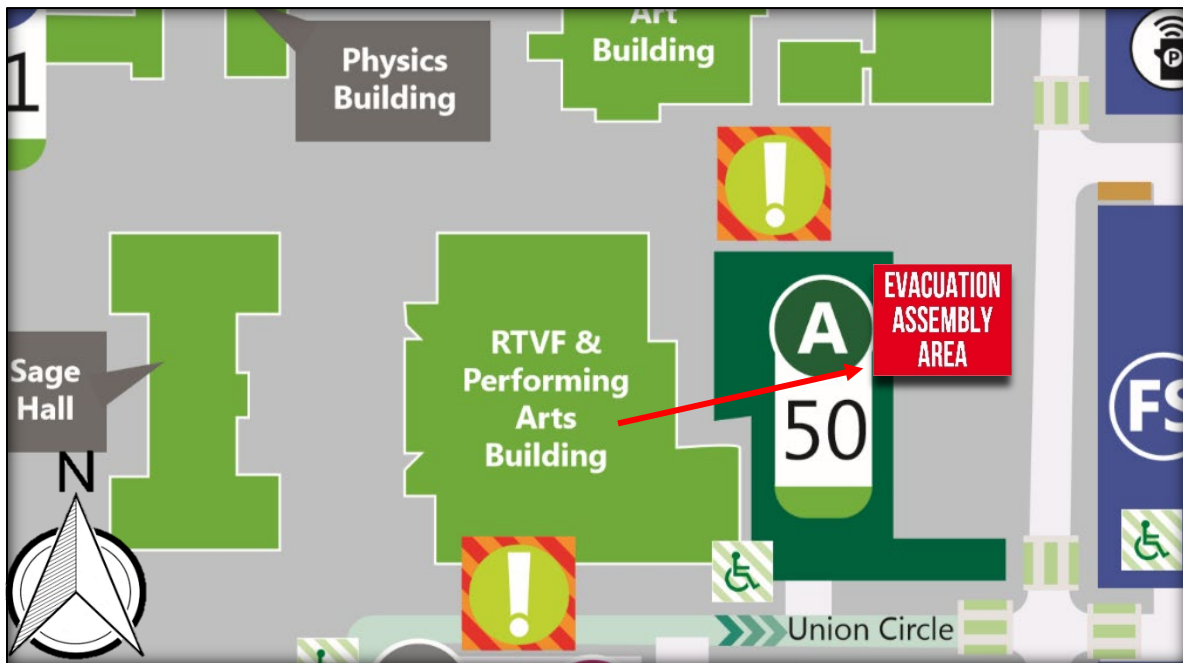 1
Physics
Building
Art
Building
P
Sage
Hall
N
RTVF &
Performing
Arts
Building
A
50
EVACUATION
ASSEMBLY
AREA
FS
Union Circle